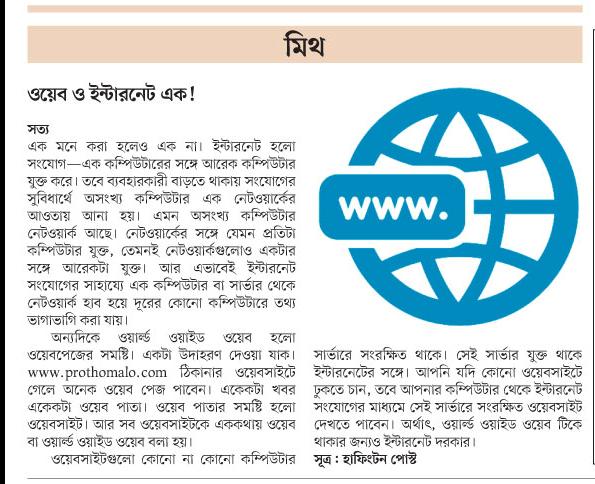 মিথ
ওয়েব ও ইন্টারনেট এক!
সত্য
এক মনে করা হলেও এক না। ইন্টারনেট হলো
সংযোগ—এক কম্পিউটারের সঙ্গে আরেক কম্পিউটার
যুক্ত করে। তবে ব্যবহারকারী বাড়তে থাকায় সংযোগের
সুবিধার্থে অসংখ্য কম্পিউটার এক নেটওয়ার্কের
আওতায় আনা হয়। এমন অসংখ্য কম্পিউটার
নেটওয়ার্ক আছে। নেটওয়ার্কের সঙ্গে যেমন প্রতিটা
কম্পিউটার যুক্ত, তেমনই নেটওয়ার্কগুলোও একটার
সঙ্গে আরেকটা যুক্ত। আর এভাবেই ইন্টারনেট
সংযোগের সাহায্যে এক কম্পিউটার বা সার্ভার থেকে
নেটওয়ার্ক হাব হয়ে দূরের কোনো কম্পিউটারে তথ্য
ভাগাভাগি করা যায়।
অন্যদিকে ওয়ার্ল্ড ওয়াইড ওয়েব হলো
ওয়েবপেজের সমষ্টি। একটা উদাহরণ দেওয়া যাক।
www.prothomalo.com ঠিকানার ওয়েবসাইটে
গেলে অনেক ওয়েব পেজ পাবেন। একেকটা খবর
একেকটা ওয়েব পাতা। ওয়েব পাতার সমষ্টি হলো
ওয়েবসাইট। আর সব ওয়েবসাইটকে এককথায় ওয়েব
বা ওয়ার্ল্ড ওয়াইড ওয়েব বলা হয়।
ওয়েবসাইটগুলো কোনো না কোনো কম্পিউটার
www.
সার্ভারে সংরক্ষিত থাকে। সেই সার্ভার যুক্ত থাকে
ইন্টারনেটের সঙ্গে। আপনি যদি কোনো ওয়েবসাইটে
ঢুকতে চান, তবে আপনার কম্পিউটার থেকে ইন্টারনেট
সংযোগের মাধ্যমে সেই সার্ভারে সংরক্ষিত ওয়েবসাইট
দেখতে পাবেন। অর্থাৎ, ওয়ার্ল্ড ওয়াইড ওয়েব টিকে
থাকার জন্যও ইন্টারনেট দরকার।
সূত্র : হাফিংটন পোস্ট